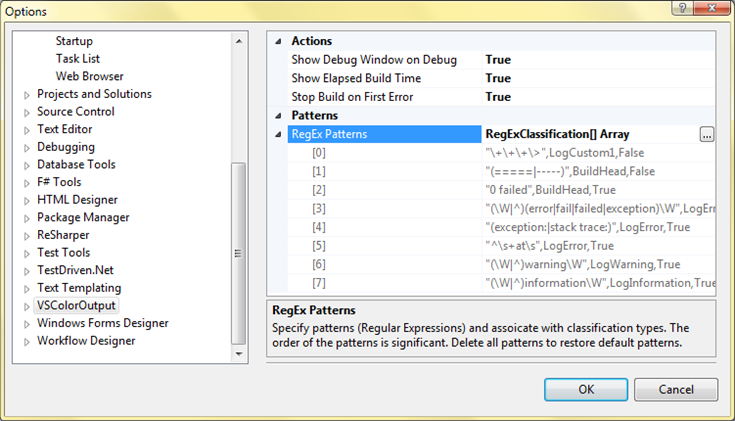 Options
Startup
Task List
Web Browser
Projects and Solutions
Source Control
Text Editor
Debugging
Database Tools
F# Tools
HTML Designer
Package Manager
ReSharper
Test Tools
TestDriven.Net
Text Templating
VSColorOutput
Windows Forms Designer
Workflow Designer
Actions
Show Debug Window on Debug True
Show Elapsed Build Time True
Stop Build on First Error True
Patterns
RegEx Patterns RegExClassification[] Array ...
[0] "\+\+\+\>",LogCustom1,False
[1] "(=====|-----)",BuildHead,False
[2] "0 failed",BuildHead,True
[3] "(\W|^)(error|fail|failed|exception)\W",LogErr
[4] "(exception:|stack trace:)",LogError,True
[5] "^\s+at\s",LogError,True
[6] "(\W|^)warning\W",LogWarning,True
[7] "(\W|^)information\W",LogInformation,True
RegEx Patterns
Specify patterns (Regular Expressions) and assoicate with classification types. The
order of the patterns is significant. Delete all patterns to restore default patterns.
OK Cancel